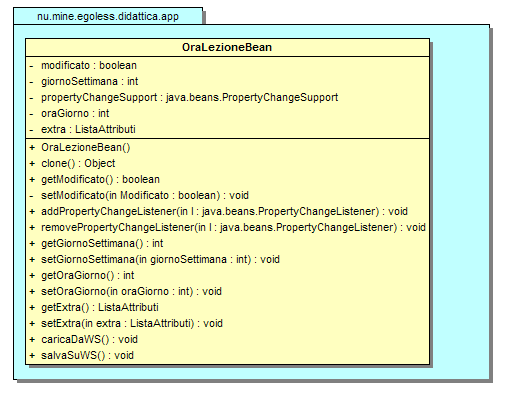 nu.mine.egoless.didattica.app
OraLezioneBean
- modificato : boolean
- giornoSettimana : int
- propertyChangeSupport : java.beans.PropertyChangeSupport
- oraGiorno : int
- extra : ListaAttributi
+ OraLezioneBean()
+ clone() : Object
+ getModificato() : boolean
- setModificato(in Modificato : boolean) : void
+ addPropertyChangeListener(in l : java.beans.PropertyChangeListener) : void
+ removePropertyChangeListener(in l : java.beans.PropertyChangeListener) : void
+ getGiornoSettimana() : int
+ setGiornoSettimana(in giornoSettimana : int) : void
+ getOraGiorno() : int
+ setOraGiorno(in oraGiorno : int) : void
+ getExtra() : ListaAttributi
+ setExtra(in extra : ListaAttributi) : void
+ caricaDaWS() : void
+ salvaSuWS() : void